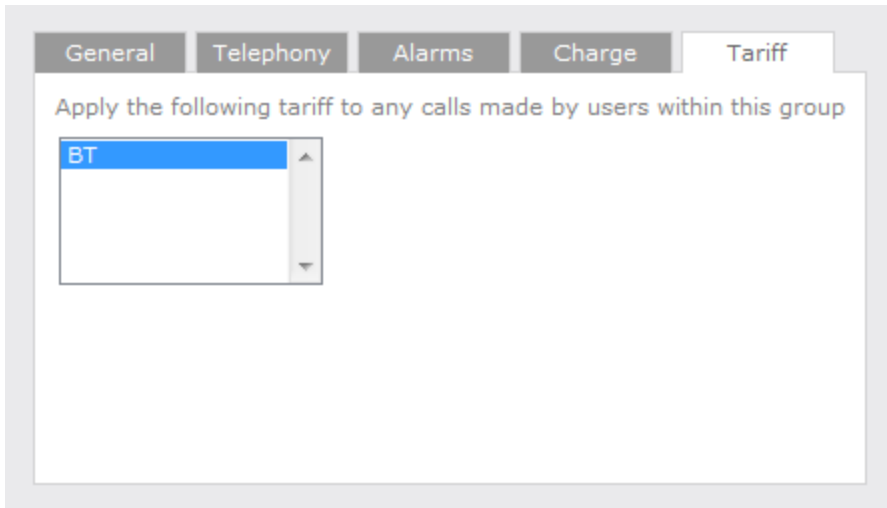 General Telephony Alarms Charge Tariff
Apply the following tariff to any calls made by users within this group
BT